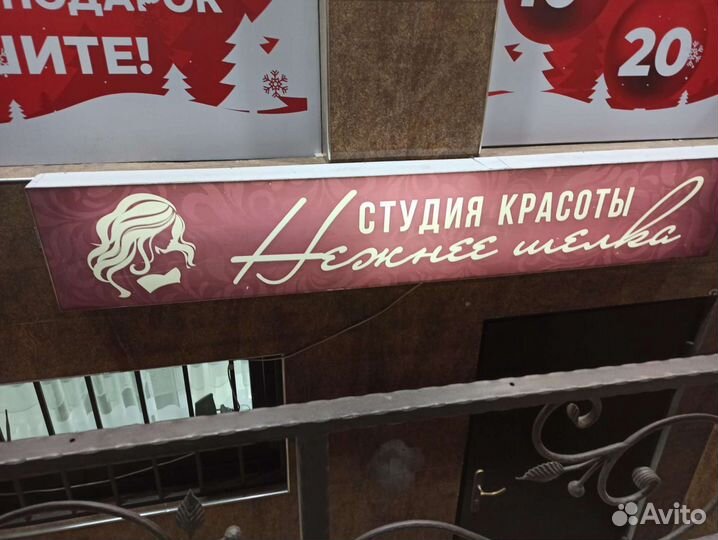 ПОДАРОК
ШИТЕ!
20
СТУДИЯ КРАСОТЫ
Нежнее шелка
Avito